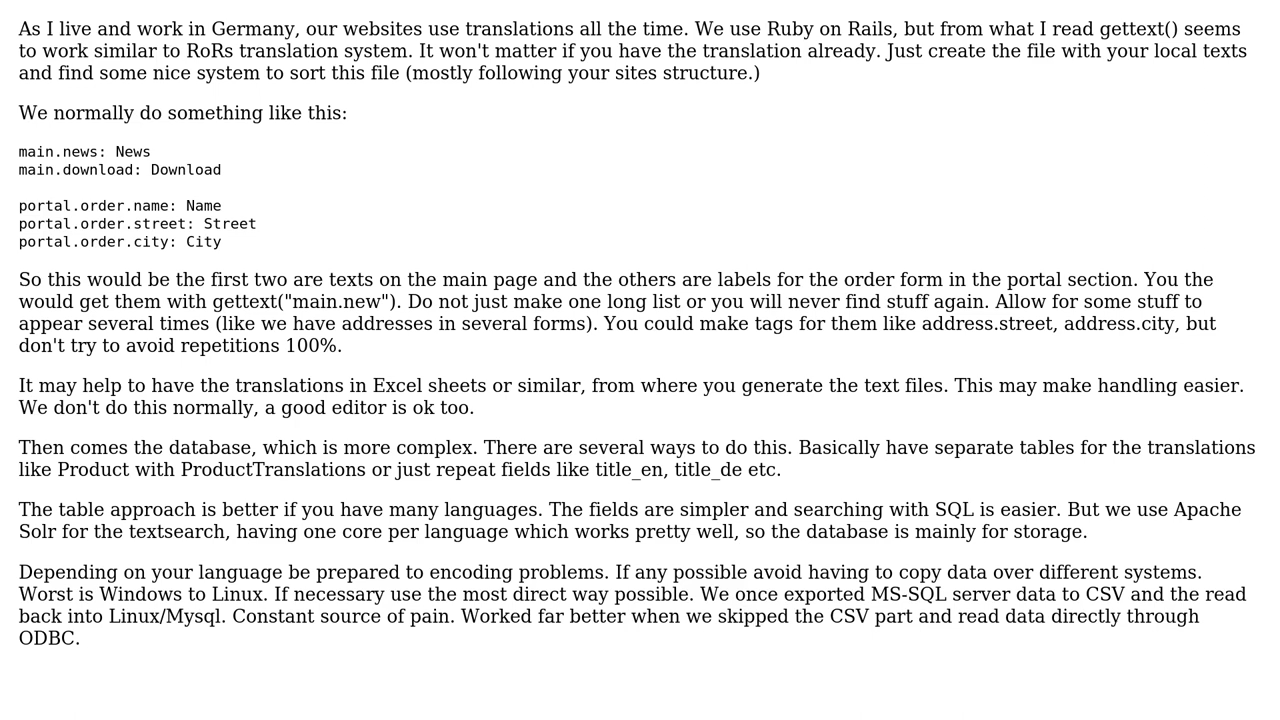 As I live and work in Germany, our websites use translations all the time. We use Ruby on Rails, but from what I read gettext() seems
to work similar to RoRs translation system. It won't matter if you have the translation already. Just create the file with your local texts
and find some nice system to sort this file (mostly following your sites structure.)
We normally do something like this:
main.news: News
main.download: Download
portal.order.name: Name
portal.order.street: Street
portal.order.city: City
So this would be the first two are texts on the main page and the others are labels for the order form in the portal section. You the
would get them with gettext("main.new"). Do not just make one long list or you will never find stuff again. Allow for some stuff to
appear several times (like we have addresses in several forms). You could make tags for them like address.street, address.city, but
don't try to avoid repetitions 100%.
It may help to have the translations in Excel sheets or similar, from where you generate the text files. This may make handling easier.
We don't do this normally, a good editor is ok too.
Then comes the database, which is more complex. There are several ways to do this. Basically have separate tables for the translations
like Product with ProductTranslations or just repeat fields like title_en, title_de etc.
The table approach is better if you have many languages. The fields are simpler and searching with SQL is easier. But we use Apache
Solr for the textsearch, having one core per language which works pretty well, so the database is mainly for storage.
Depending on your language be prepared to encoding problems. If any possible avoid having to copy data over different systems.
Worst is Windows to Linux. If necessary use the most direct way possible. We once exported MS-SQL server data to CSV and the read
back into Linux/Mysql. Constant source of pain. Worked far better when we skipped the CSV part and read data directly through
ODBC.